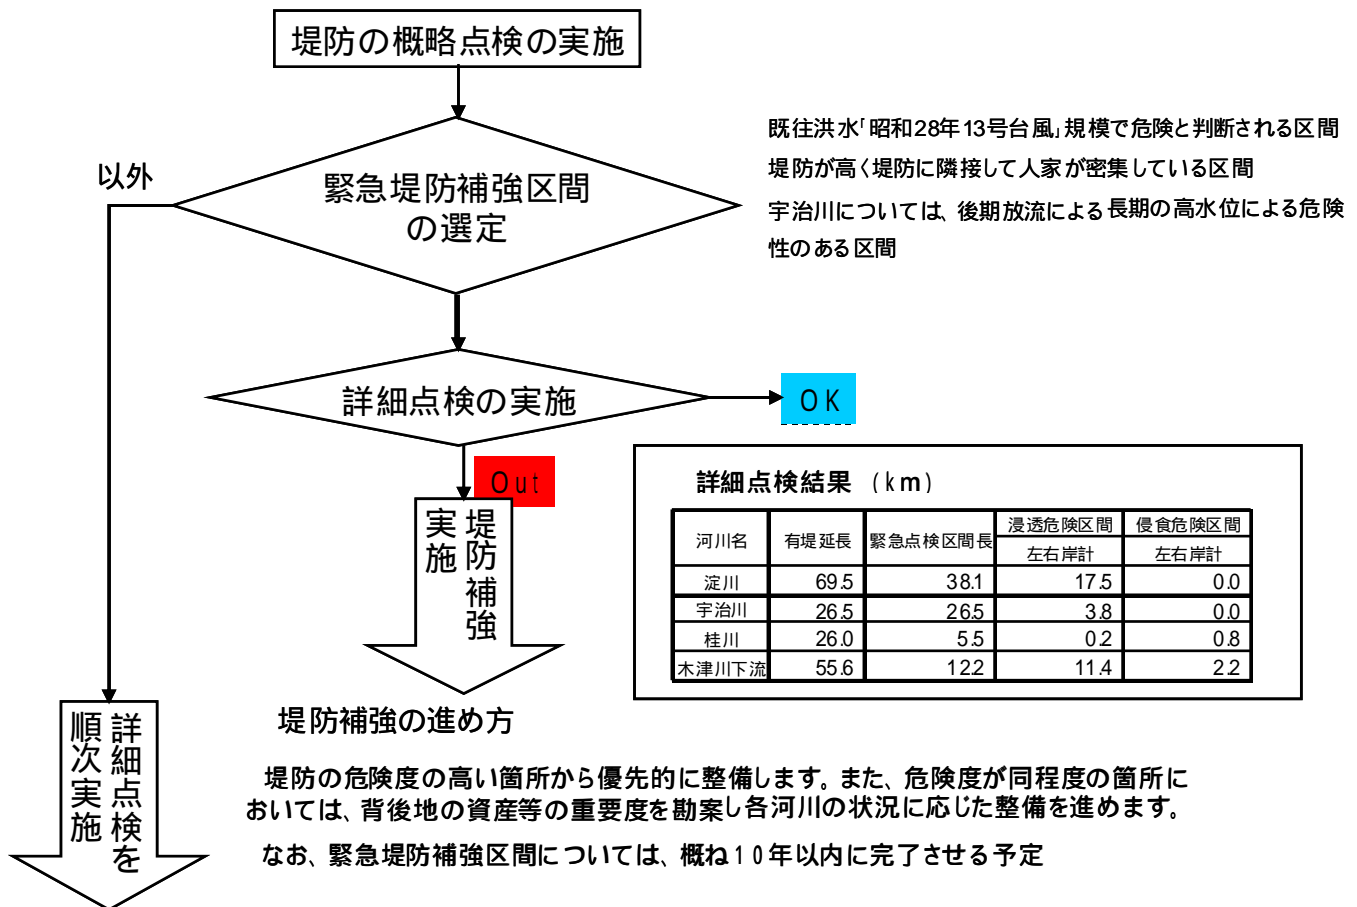 堤防の概略点検の実施
既往洪水｢昭和28年13号台風｣規模で危険と判断される区間
堤防が高く堤防に隣接して人家が密集している区間
宇治川については、後期放流による長期の高水位による危険
性のある区間
以外
緊急堤防補強区間
の選定
詳細点検の実施
OK
Out
堤防補強
実施
詳細点検結果 (km)
河川名 有堤延長 緊急点検区間長 浸透危険区間 侵食危険区間
左右岸計 左右岸計
淀川 69.5 38.1 17.5 0.0
宇治川 26.5 26.5 3.8 0.0
桂川 26.0 5.5 0.2 0.8
木津川下流 55.6 12.2 11.4 2.2
詳細点検を
順次実施
堤防補強の進め方
堤防の危険度の高い箇所から優先的に整備します。また、危険度が同程度の箇所に
おいては、背後地の資産等の重要度を勘案し各河川の状況に応じた整備を進めます。
なお、緊急堤防補強区間については、概ね10年以内に完了させる予定